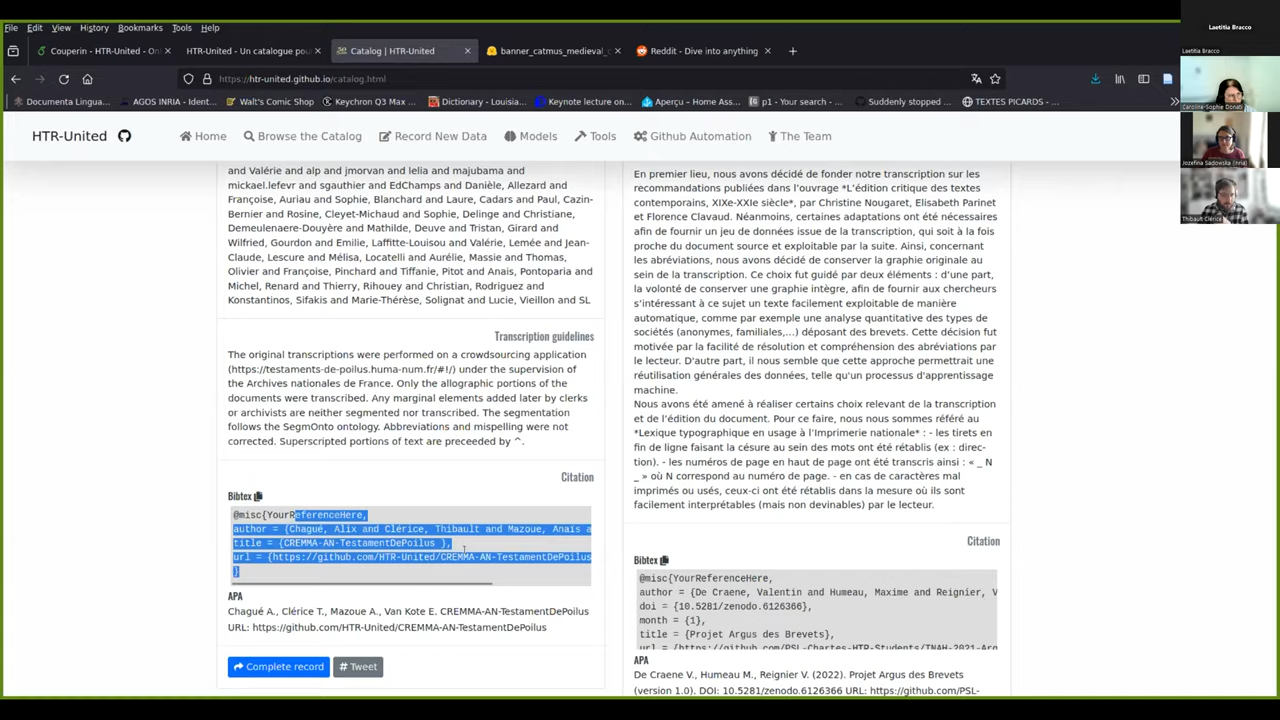 File Edit View History Bookmarks Tools Help
Couperin - HTR-United - On
HTR-United - Un catalogue pou
Catalog | HTR-United
banner_catmus_medieval_c
Reddit - Dive into anything
https://htr-united.github.io/catalog.html
Documenta Lingua...
AGOS INRIA - Ident...
Walt's Comic Shop
Keychron Q3 Max ...
Dictionary - Louisia...
Keynote lecture on...
Aperçu – Home Ass...
p1 - Your search - ...
Suddenly stopped ...
TEXTES PICARDS - ...
Laetitia Bracco
Laetitia Bracco
Caroline-Sophie Donati
Jozefina Sadowska (Inria)
Thibault Clérice
HTR-United
Home
Browse the Catalog
Record New Data
Models
Tools
Github Automation
The Team
and Valérie and alp and jmorvan and lelia and majubama and
mickael.lefevr and sgauthier and EdChamps and Danièle, Allezard and
Françoise, Auriau and Sophie, Blanchard and Laure, Cadars and Paul, Cazin-
Bernier and Rosine, Cleyet-Michaud and Sophie, Delinge and Christiane,
Demeulenaere-Douyère and Mathilde, Deuve and Tristan, Girard and
Wilfried, Gourdon and Emilie, Laffitte-Louisou and Valérie, Lemée and Jean-
Claude, Lescure and Mélisa, Locatelli and Aurélie, Massie and Thomas,
Olivier and Françoise, Pinchard and Tiffanie, Pitot and Anais, Pontoparia and
Michel, Renard and Thierry, Rihouey and Christian, Rodriguez and
Konstantinos, Sifakis and Marie-Thérèse, Solignat and Lucie, Vieillon and SL
Transcription guidelines
The original transcriptions were performed on a crowdsourcing application
(https://testaments-de-poilus.huma-num.fr/#!/) under the supervision of
the Archives nationales de France. Only the allographic portions of the
documents were transcribed. Any marginal elements added later by clerks
or archivists are neither segmented nor transcribed. The segmentation
follows the SegmOnto ontology. Abbreviations and mispelling were not
corrected. Superscripted portions of text are preceeded by ^.
Citation
Bibtex
@misc{YourReferenceHere,
author = {Chagué, Alix and Clérice, Thibault and Mazoue, Anaïs a
title = {CREMMA-AN-TestamentDePoilus },
url = {https://github.com/HTR-United/CREMMA-AN-TestamentDePoilus
}
APA
Chagué A., Clérice T., Mazoue A., Van Kote E. CREMMA-AN-TestamentDePoilus
URL: https://github.com/HTR-United/CREMMA-AN-TestamentDePoilus
Complete record
# Tweet
En premier lieu, nous avons décidé de fonder notre transcription sur les
recommandations publiées dans l'ouvrage *L'édition critique des textes
contemporains, XIXe-XXIe siècle*, par Christine Nougaret, Elisabeth Parinet
et Florence Clavaud. Néanmoins, certaines adaptations ont été nécessaires
afin de fournir un jeu de données issue de la transcription, qui soit à la fois
proche du document source et exploitable par la suite. Ainsi, concernant
les abréviations, nous avons décidé de conserver la graphie originale au
sein de la transcription. Ce choix fut guidé par deux éléments : d'une part,
la volonté de conserver une graphie intègre, afin de fournir aux chercheurs
s'intéressant à ce sujet un texte facilement exploitable de manière
automatique, comme par exemple une analyse quantitative des types de
sociétés (anonymes, familiales,...) déposant des brevets. Cette décision fut
motivée par la facilité de résolution et compréhension des abréviations par
le lecteur. D'autre part, il nous semble que cette approche permettrait une
réutilisation générales des données, telle qu'un processus d'apprentissage
machine.
Nous avons été amené à réaliser certains choix relevant de la transcription
et de l'édition du document. Pour ce faire, nous nous sommes référé au
*Lexique typographique en usage à l'Imprimerie nationale* : - les tirets en
fin de ligne faisant la césure au sein des mots ont été rétablis (ex : direc-
tion). - les numéros de page en haut de page ont été transcris ainsi : « _ N
_ » où N correspond au numéro de page. - en cas de caractères mal
imprimés ou usés, ceux-ci ont été rétablis dans la mesure où ils sont
facilement interprétables (mais non devinables) par le lecteur.
Citation
Bibtex
@misc{YourReferenceHere,
author = {De Craene, Valentin and Humeau, Maxime and Reignier, V
doi = {10.5281/zenodo.6126366},
month = {1},
title = {Projet Argus des Brevets},
url = {https://github.com/PSL-Chartes-HTR-Students/TNAH-2021-Arg
APA
De Craene V., Humeau M., Reignier V. (2022). Projet Argus des Brevets
(version 1.0). DOI: 10.5281/zenodo.6126366 URL: https://github.com/PSL-